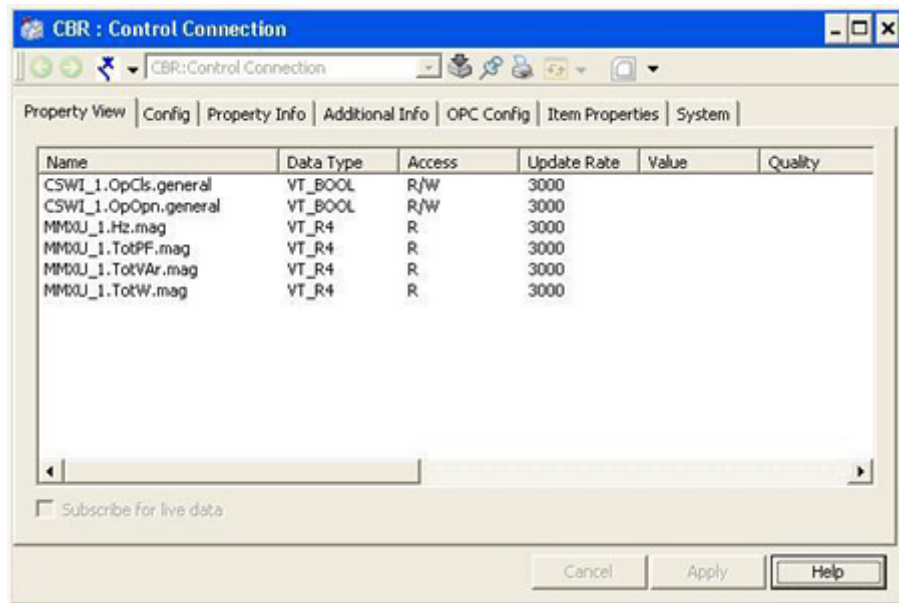 CBR : Control Connection
CBR:Control Connection
Property View Config Property Info Additional Info OPC Config Item Properties System
Name Data Type Access Update Rate Value Quality
CSWI_1.OpCls.general VT_BOOL R/W 3000
CSWI_1.OpOpn.general VT_BOOL R/W 3000
MMXU_1.Hz.mag VT_R4 R 3000
MMXU_1.TotPF.mag VT_R4 R 3000
MMXU_1.TotVAr.mag VT_R4 R 3000
MMXU_1.TotW.mag VT_R4 R 3000
Subscribe for live data
Cancel Apply Help